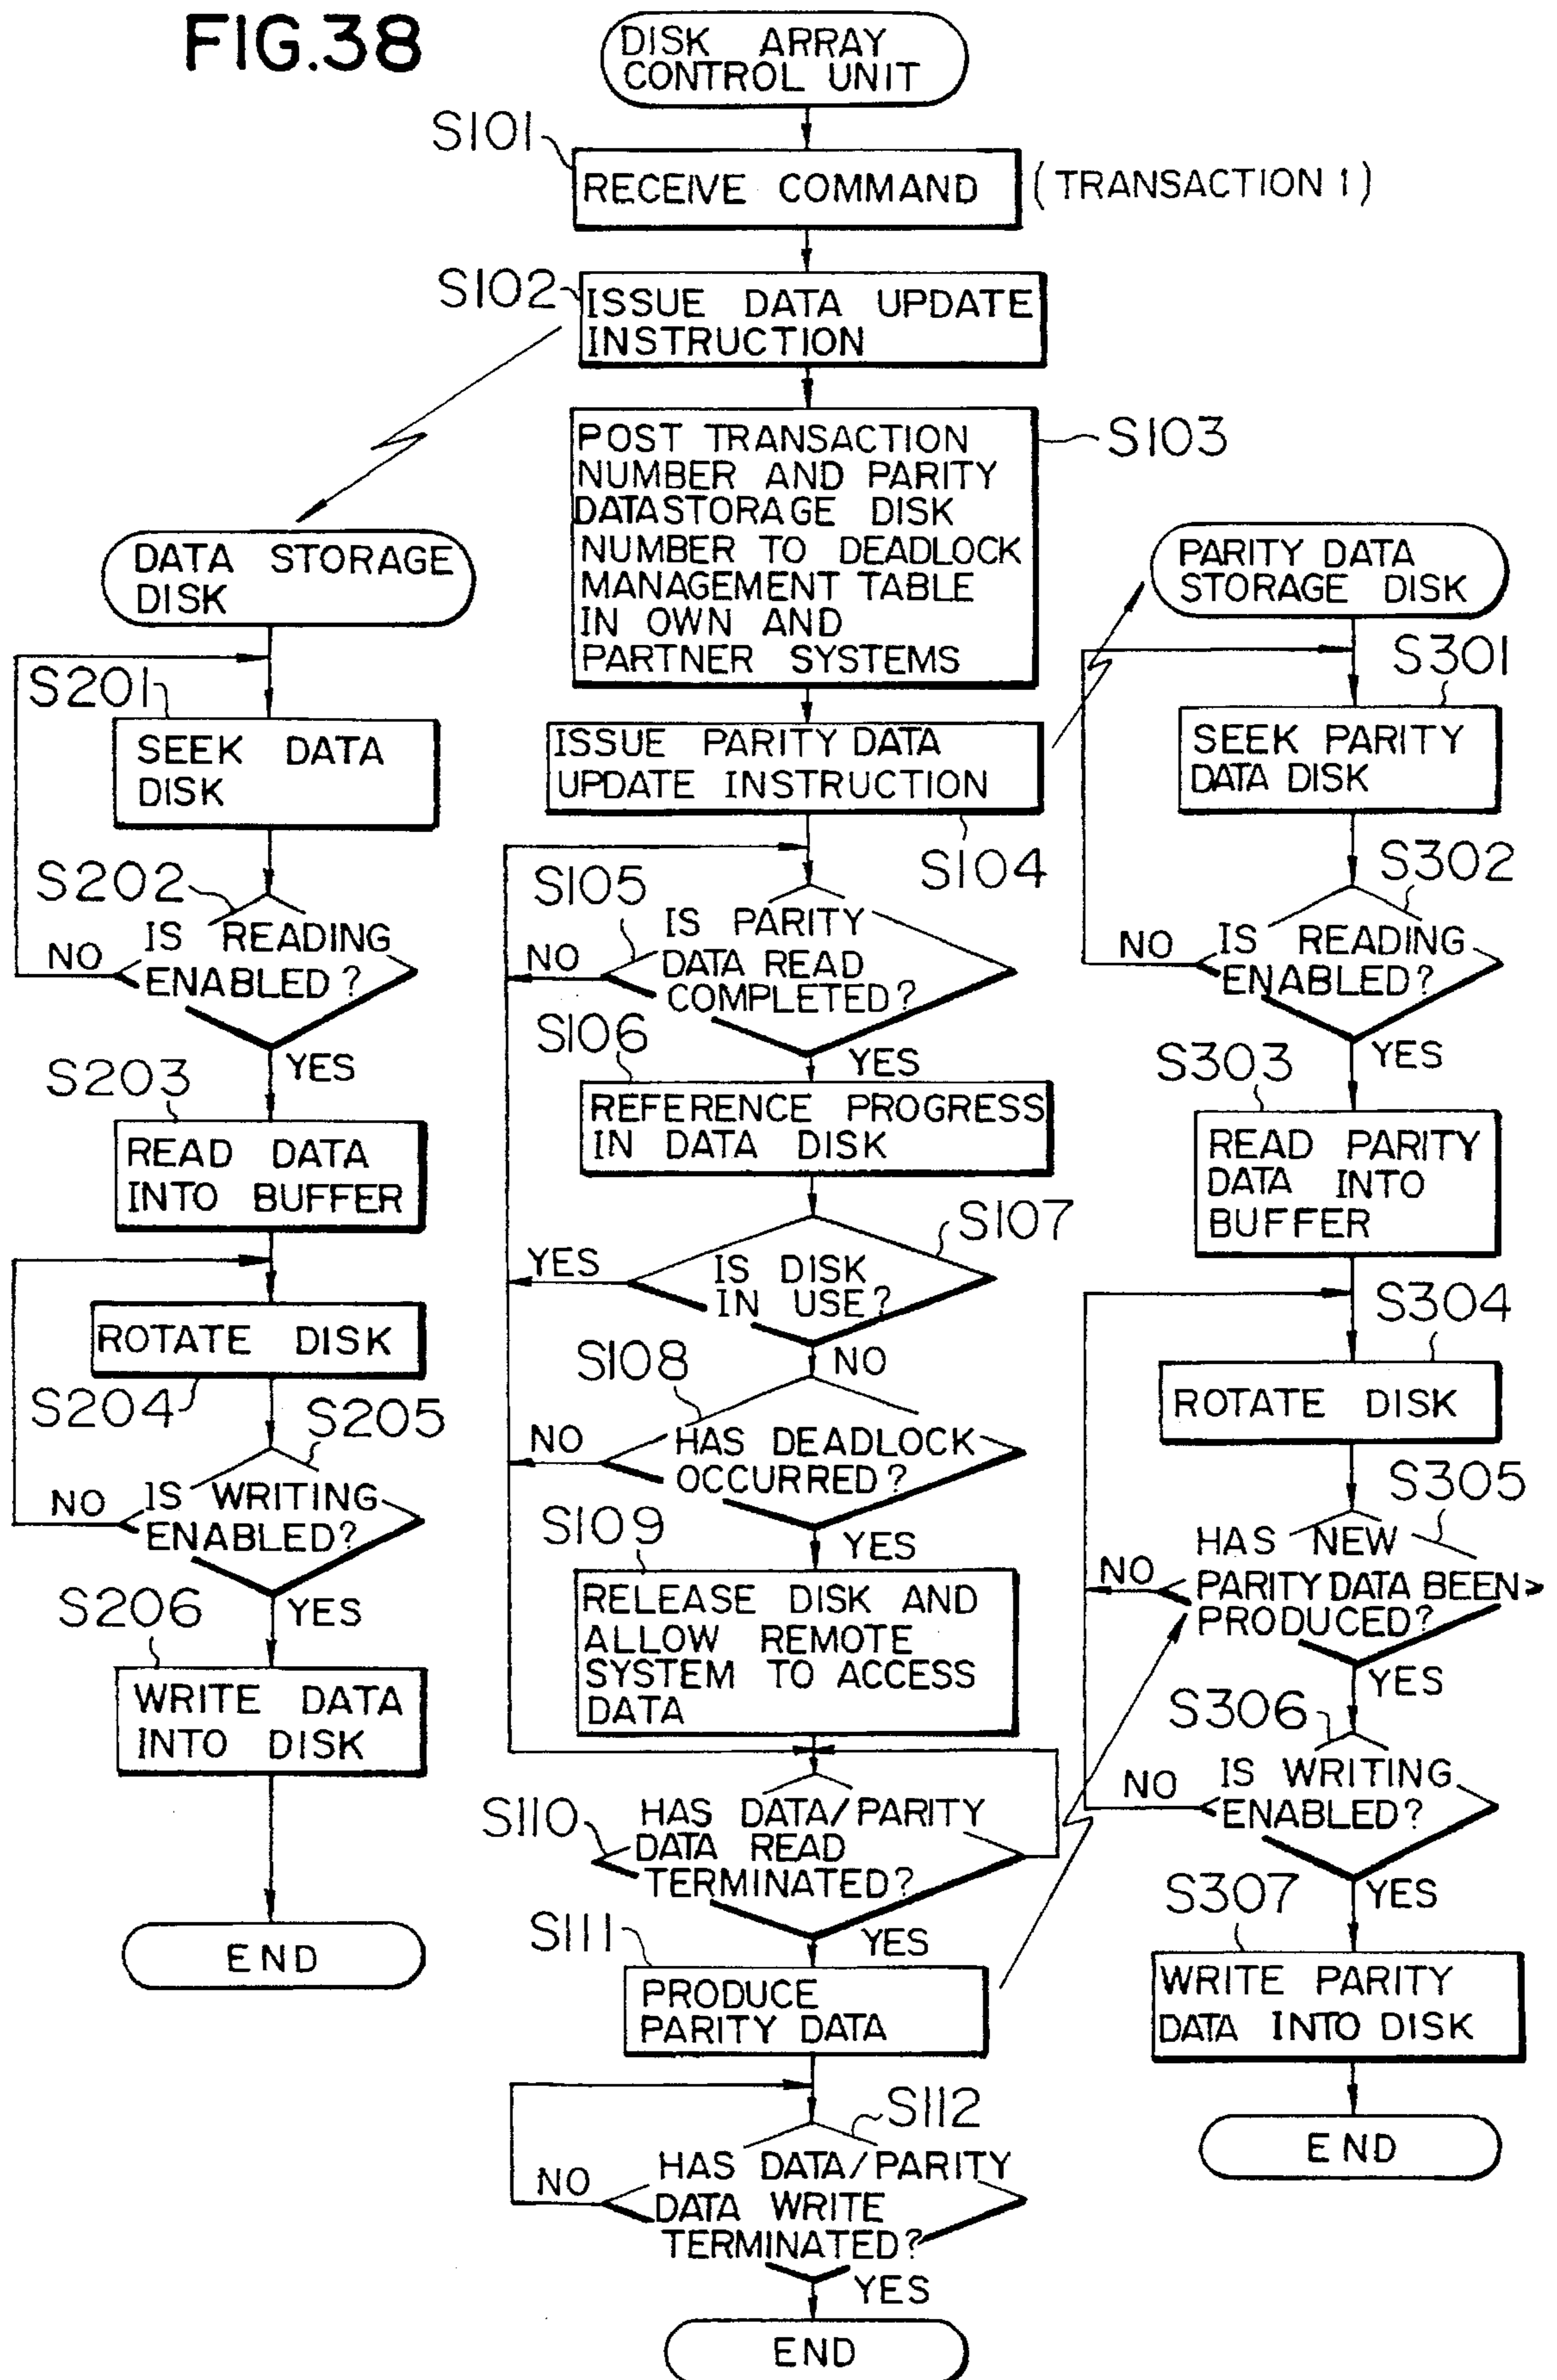 FIG.38
DISK ARRAY
CONTROL UNIT
S101
RECEIVE COMMAND
(TRANSACTION 1)
S102
ISSUE DATA UPDATE
INSTRUCTION
POST TRANSACTION
NUMBER AND PARITY
DATASTORAGE DISK
NUMBER TO DEADLOCK
MANAGEMENT TABLE
IN OWN AND
PARTNER SYSTEMS
S103
ISSUE PARITY DATA
UPDATE INSTRUCTION
S104
S105
IS PARITY
DATA READ
COMPLETED?
NO
YES
S106
REFERENCE PROGRESS
IN DATA DISK
S107
IS DISK
IN USE?
YES
NO
S108
HAS DEADLOCK
OCCURRED?
NO
YES
S109
RELEASE DISK AND
ALLOW REMOTE
SYSTEM TO ACCESS
DATA
S110
HAS DATA/PARITY
DATA READ
TERMINATED?
YES
S111
PRODUCE
PARITY DATA
S112
HAS DATA/PARITY
DATA WRITE
TERMINATED?
NO
YES
END
DATA STORAGE
DISK
S201
SEEK DATA
DISK
S202
IS READING
ENABLED?
NO
YES
S203
READ DATA
INTO BUFFER
ROTATE DISK
S204
S205
IS WRITING
ENABLED?
NO
YES
S206
WRITE DATA
INTO DISK
END
PARITY DATA
STORAGE DISK
S301
SEEK PARITY
DATA DISK
S302
IS READING
ENABLED?
NO
YES
S303
READ PARITY
DATA INTO
BUFFER
S304
ROTATE DISK
S305
HAS NEW
PARITY DATA BEEN
PRODUCED?
NO
YES
S306
IS WRITING
ENABLED?
NO
YES
S307
WRITE PARITY
DATA INTO DISK
END